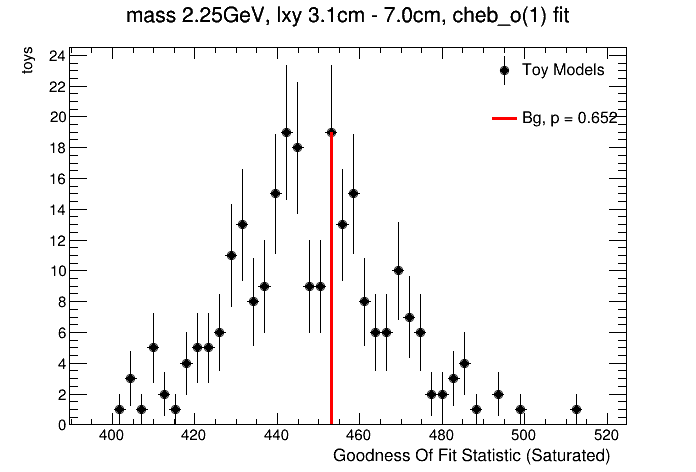 mass 2.25GeV, lxy 3.1cm - 7.0cm, cheb_o(1) fit
toys
24
22
20
18
16
14
12
10
8
6
4
2
0
Toy Models
Bg, p = 0.652
400 420 440 460 480 500 520
Goodness Of Fit Statistic (Saturated)